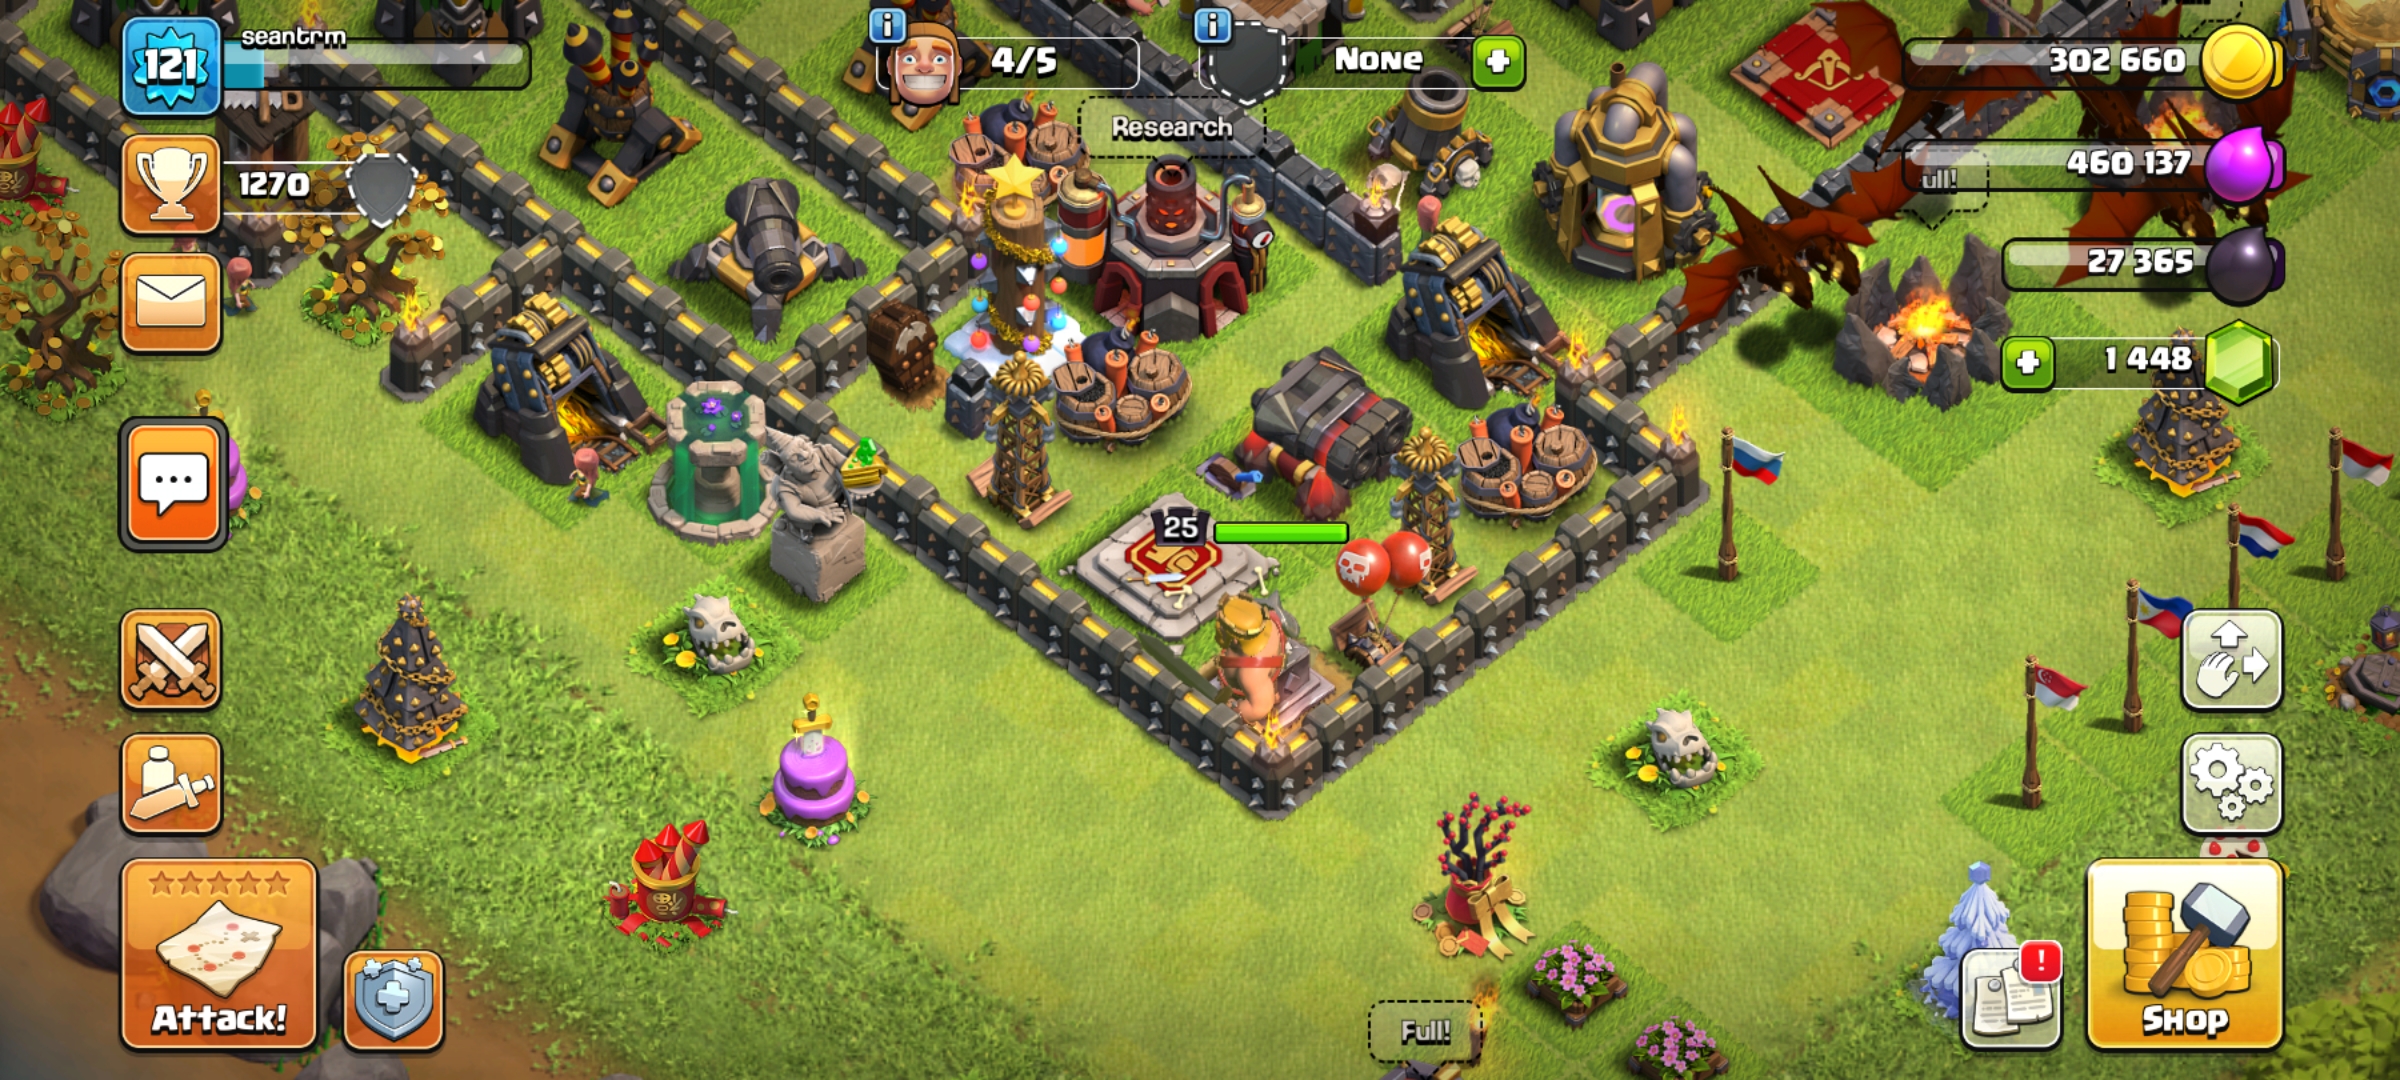 121
seantrm
4/5
None
302 660
Research
460 137
1270
ull!
27 365
1 448
25
Attack!
Full!
Shop